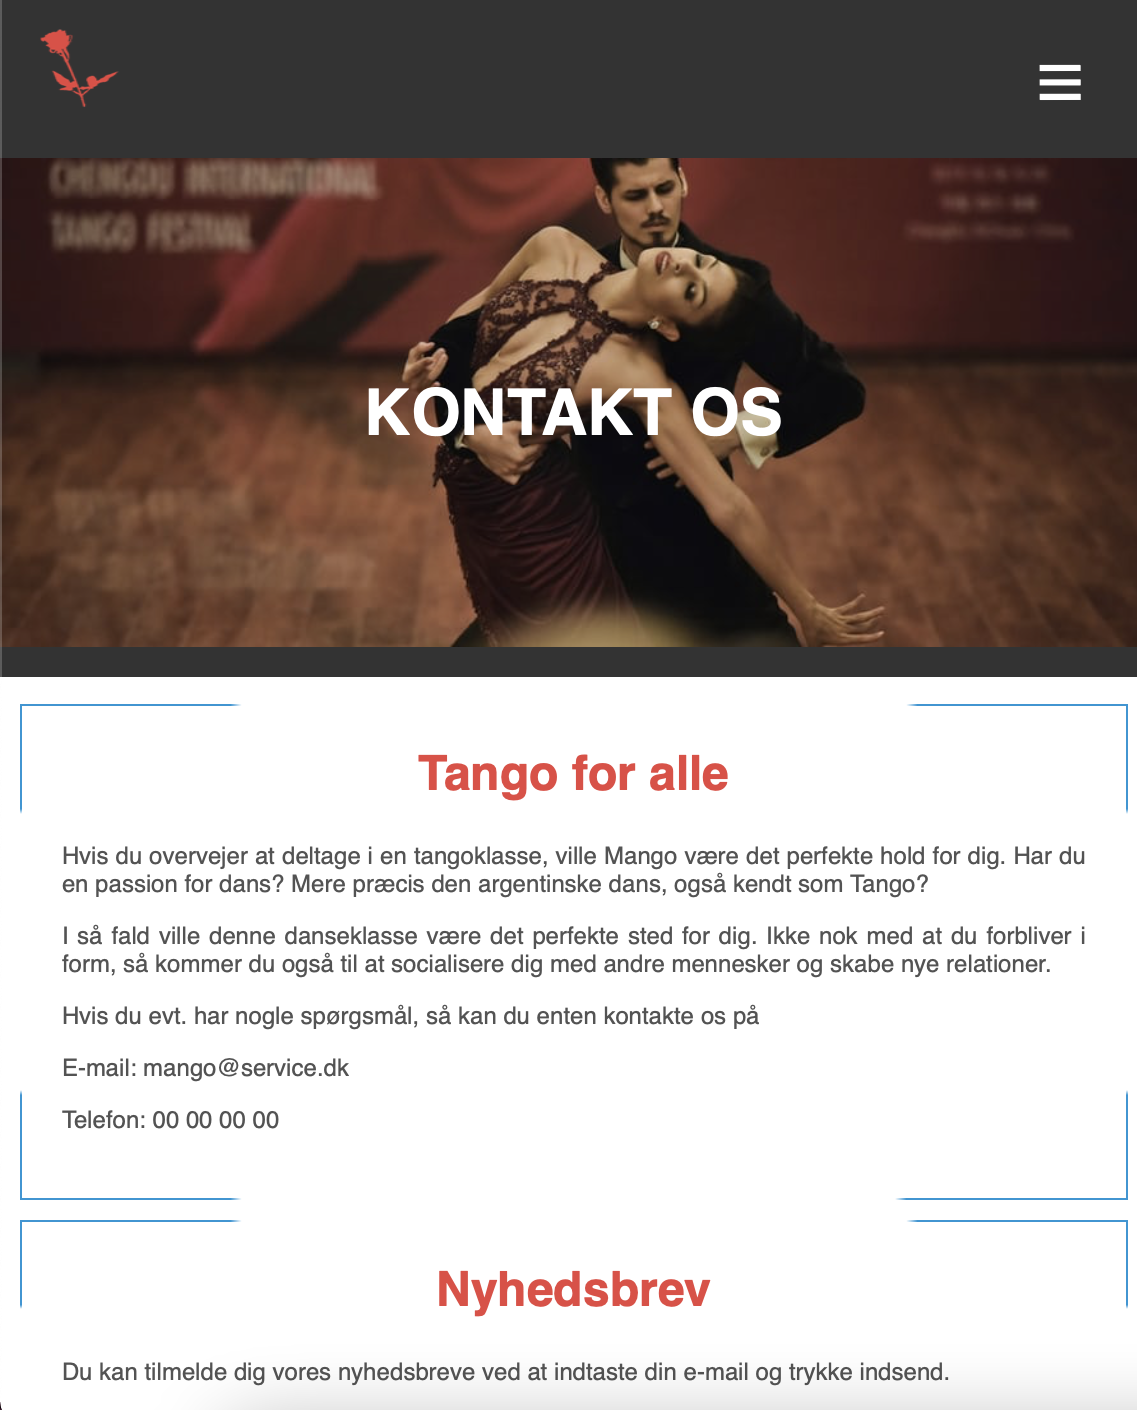 CHENGDU INTERNATIONAL
TANGO FESTIVAL
KONTAKT OS
Tango for alle
Hvis du overvejer at deltage i en tangoklasse, ville Mango være det perfekte hold for dig. Har du
en passion for dans? Mere præcis den argentinske dans, også kendt som Tango?
I så fald ville denne danseklasse være det perfekte sted for dig. Ikke nok med at du forbliver i
form, så kommer du også til at socialisere dig med andre mennesker og skabe nye relationer.
Hvis du evt. har nogle spørgsmål, så kan du enten kontakte os på
E-mail: mango@service.dk
Telefon: 00 00 00 00
Nyhedsbrev
Du kan tilmelde dig vores nyhedsbreve ved at indtaste din e-mail og trykke indsend.